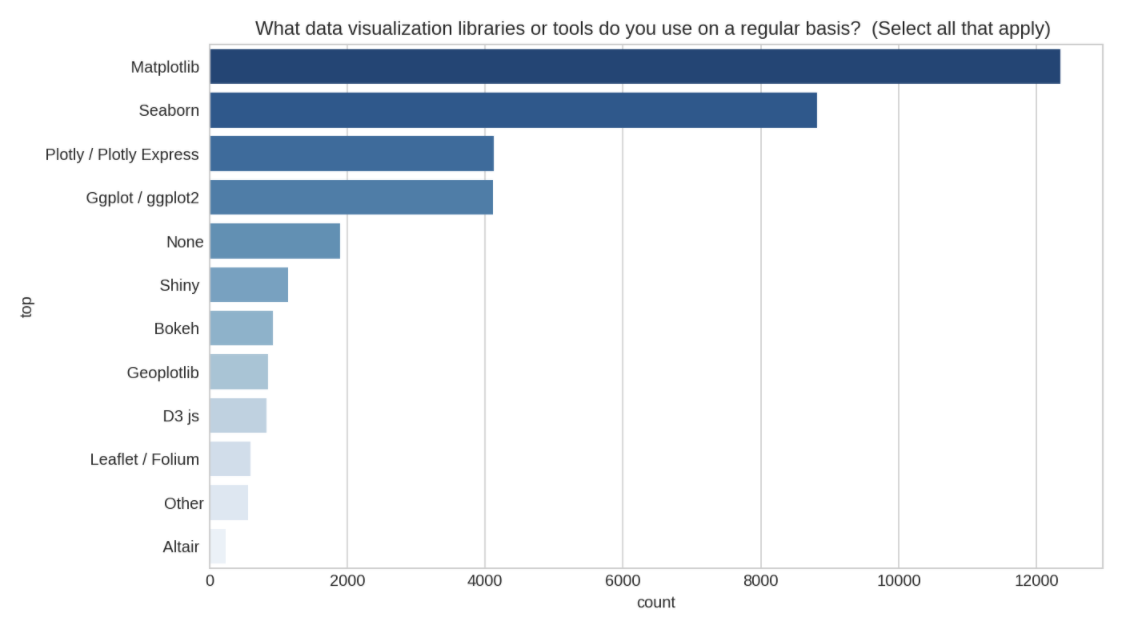 What data visualization libraries or tools do you use on a regular basis?  (Select all that apply)
Matplotlib
Seaborn
Plotly / Plotly Express
Ggplot / ggplot2
None
Shiny
Bokeh
Geoplotlib
D3 js
Leaflet / Folium
Other
Altair
top
0 2000 4000 6000 8000 10000 12000
count